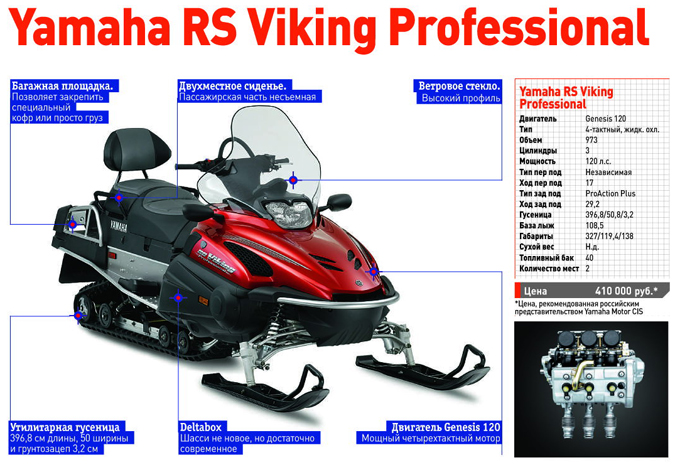 Yamaha RS Viking Professional
Багажная площадка.
Позволяет закрепить
специальный
кофр или просто груз
Двухместное сиденье.
Пассажирская часть несъемная
Ветровое стекло.
Высокий профиль
YAMAHA
RS Viking
PROFESSIONAL
Утилитарная гусеница
396,8 см длины, 50 ширины
и грунтозацеп 3,2 см
Deltabox
Шасси не новое, но достаточно
современное
Двигатель Genesis 120
Мощный четырехтактный мотор
Yamaha RS Viking
Professional
Двигатель Genesis 120
Тип 4-тактный, жидк. охл.
Объем 973
Цилиндры 3
Мощность 120 л.с.
Тип пер под Независимая
Ход пер под 17
Тип зад под ProAction Plus
Ход зад под 29,2
Гусеница 396,8/50,8/3,2
База лыж 108,5
Габариты 327/119,4/138
Сухой вес Н.д.
Топливный бак 40
Количество мест 2
Цена 410 000 руб.*
*Цена, рекомендованная российским
представительством Yamaha Motor CIS